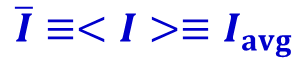 Ī ≡< I >≡ I_avg